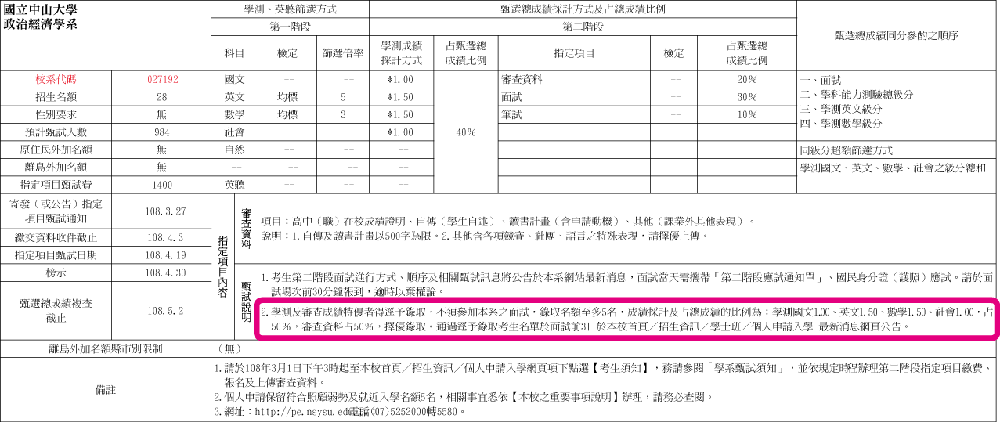 國立中山大學
政治經濟學系
學測、英聽篩選方式
甄選總成績採計方式及占總成績比例
甄選總成績同分參酌之順序
第一階段
第二階段
科目 檢定 篩選倍率 學測成績採計方式 占甄選總成績比例 指定項目 檢定 占甄選總成績比例
校系代碼 027192 國文 -- -- *1.00 40% 審查資料 -- 20% 一、面試
招生名額 28 英文 均標 5 *1.50 面試 -- 30% 二、學科能力測驗總級分
性別要求 無 數學 均標 3 *1.50 筆試 -- 10% 三、學測英文級分
四、學測數學級分
預計甄試人數 984 社會 -- -- *1.00
原住民外加名額 無 自然 -- -- -- 同級分超額篩選方式
離島外加名額 無 -- -- -- -- 學測國文、英文、數學、社會之級分總和
指定項目甄試費 1400 英聽 -- -- --
寄發（或公告）指定項目甄試通知 108.3.27
繳交資料收件截止 108.4.3
指定項目甄試日期 108.4.19
榜示 108.4.30
甄選總成績複查截止 108.5.2
指定項目內容
審查資料
項目：高中（職）在校成績證明、自傳（學生自述）、讀書計畫（含申請動機）、其他（課業外其他表現）。
說明：1.自傳及讀書計畫以500字為限。2.其他含各項競賽、社團、語言之特殊表現，請擇優上傳。
甄試說明
1.考生第二階段面試進行方式、順序及相關甄試訊息將公告於本系網站最新消息，面試當天需攜帶「第二階段應試通知單」、國民身分證（護照）應試。請於面
試場次前30分鐘報到，逾時以棄權論。
2.學測及審查成績特優者得逕予錄取，不須參加本系之面試，錄取名額至多5名，成績採計及占總成績的比例為：學測國文1.00、英文1.50、數學1.50、社會1.00，占
50%，審查資料占50%，擇優錄取。通過逕予錄取考生名單於面試前3日於本校首頁／招生資訊／學士班／個人申請入學-最新消息網頁公告。
離島外加名額縣市別限制 （無）
備註
1.請於108年3月1日下午3時起至本校首頁／招生資訊／個人申請入學網頁項下點選【考生須知】，務請參閱「學系甄試須知」，並依規定時程辦理第二階段指定項目繳費、
報名及上傳審查資料。
2.個人申請保留符合照顧弱勢及就近入學名額5名，相關事宜悉依【本校之重要事項說明】辦理，請務必查閱。
3.網址：http://pe.nsysu.ed電話(07)5252000轉5580。